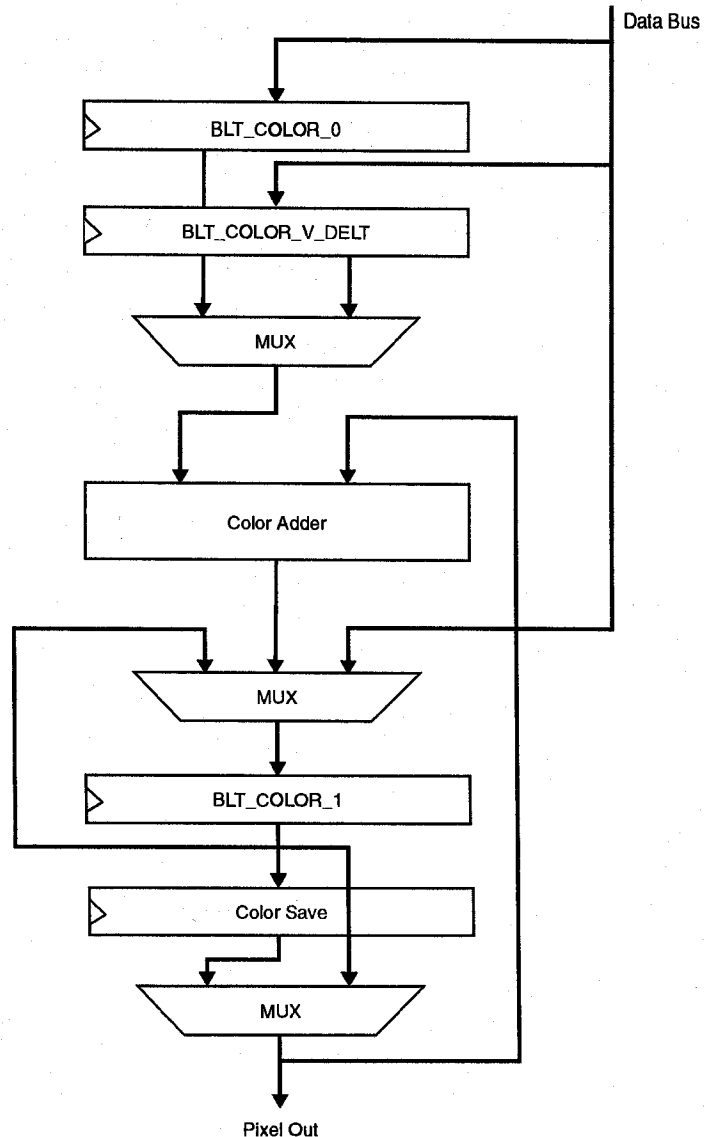 Data Bus
BLT_COLOR_0
BLT_COLOR_V_DELT
MUX
Color Adder
MUX
BLT_COLOR_1
Color Save
MUX
Pixel Out